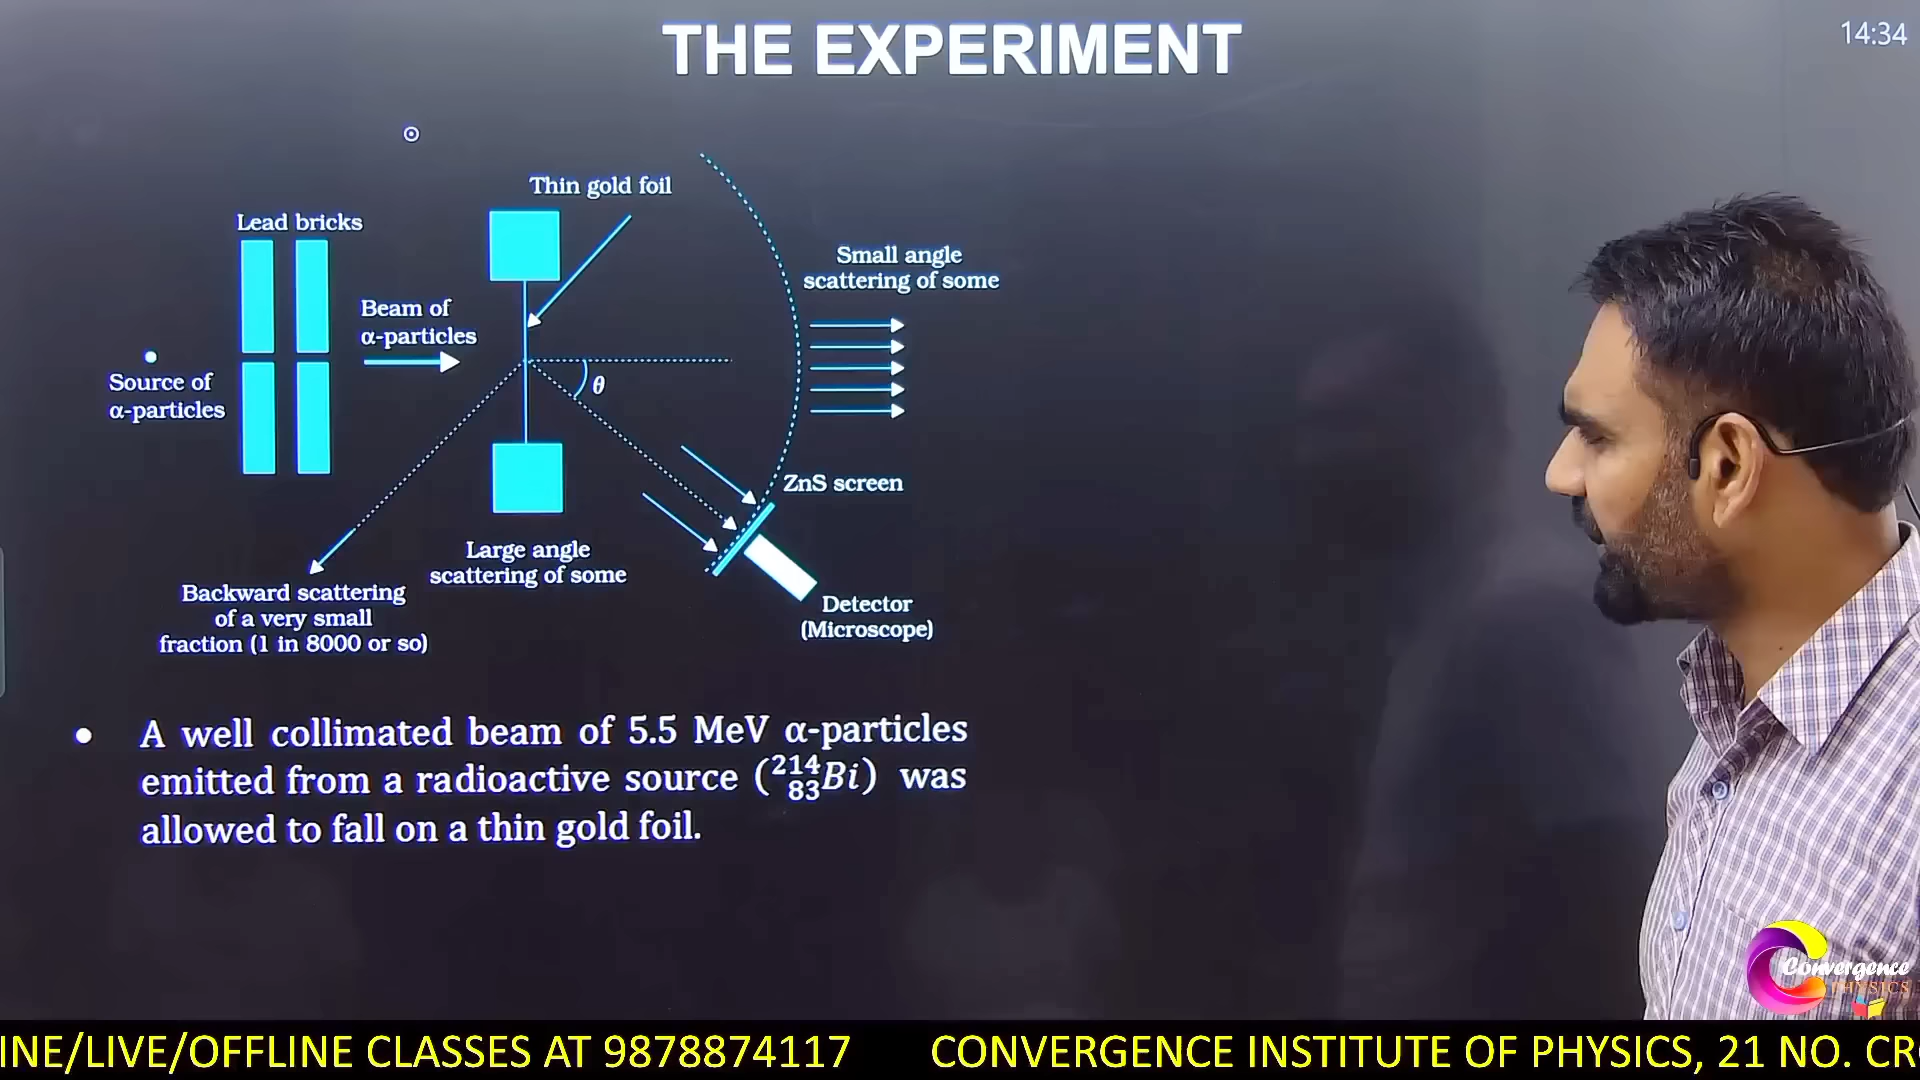 THE EXPERIMENT
14:34
Thin gold foil
Lead bricks
Small angle
scattering of some
Beam of
α-particles
Source of
α-particles
θ
ZnS screen
Large angle
scattering of some
Backward scattering
of a very small
fraction (1 in 8000 or so)
Detector
(Microscope)
• A well collimated beam of 5.5 MeV α-particles
emitted from a radioactive source (²¹⁴₈₃Bi) was
allowed to fall on a thin gold foil.
Convergence
PHYSICS
INE/LIVE/OFFLINE CLASSES AT 9878874117 CONVERGENCE INSTITUTE OF PHYSICS, 21 NO. CR